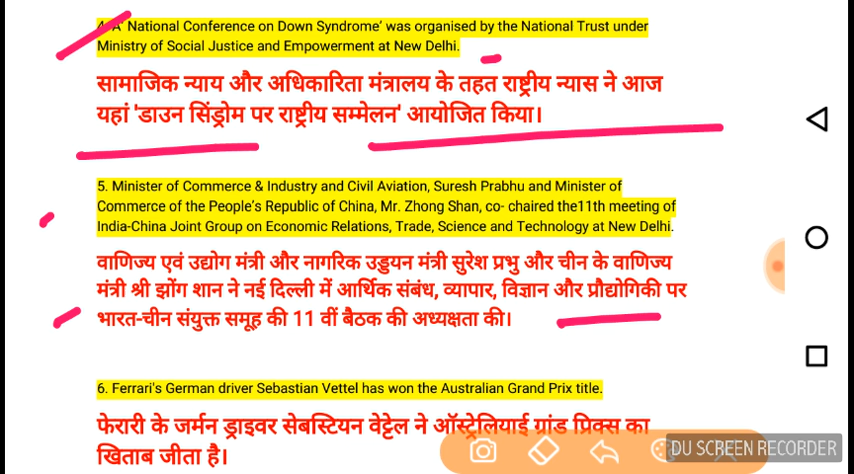 4. A' National Conference on Down Syndrome' was organised by the National Trust under
Ministry of Social Justice and Empowerment at New Delhi.
सामाजिक न्याय और अधिकारिता मंत्रालय के तहत राष्ट्रीय न्यास ने आज
यहां 'डाउन सिंड्रोम पर राष्ट्रीय सम्मेलन' आयोजित किया।
5. Minister of Commerce & Industry and Civil Aviation, Suresh Prabhu and Minister of
Commerce of the People's Republic of China, Mr. Zhong Shan, co- chaired the11th meeting of
India-China Joint Group on Economic Relations, Trade, Science and Technology at New Delhi.
वाणिज्य एवं उद्योग मंत्री और नागरिक उड्डयन मंत्री सुरेश प्रभु और चीन के वाणिज्य
मंत्री श्री झोंग शान ने नई दिल्ली में आर्थिक संबंध, व्यापार, विज्ञान और प्रौद्योगिकी पर
भारत-चीन संयुक्त समूह की 11 वीं बैठक की अध्यक्षता की।
6. Ferrari's German driver Sebastian Vettel has won the Australian Grand Prix title.
फेरारी के जर्मन ड्राइवर सेबस्टियन वेट्टेल ने ऑस्ट्रेलियाई ग्रांड प्रिक्स का
खिताब जीता है।
DU SCREEN RECORDER